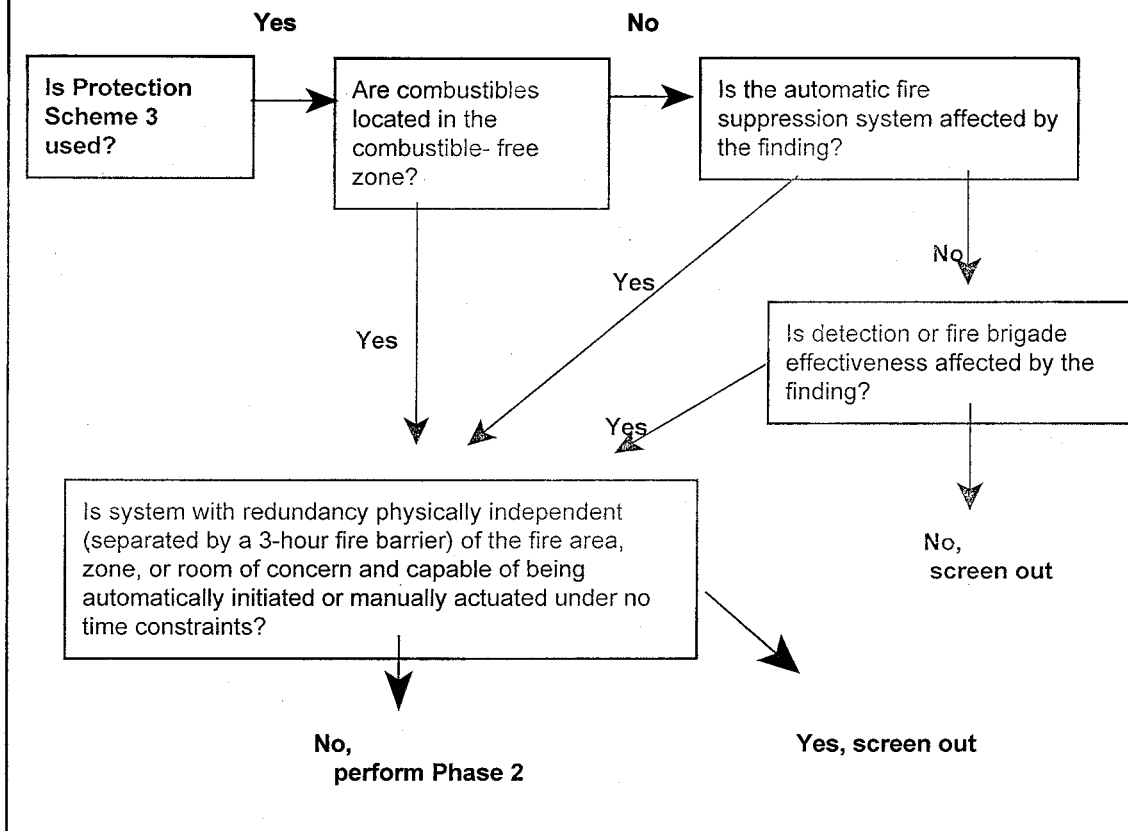 Yes
No
Is Protection
Scheme 3
used?
Are combustibles
located in the
combustible- free
zone?
Is the automatic fire
suppression system affected by
the finding?
No
Yes
Yes
Is detection or fire brigade
effectiveness affected by the
finding?
Yes
Is system with redundancy physically independent
(separated by a 3-hour fire barrier) of the fire area,
zone, or room of concern and capable of being
automatically initiated or manually actuated under no
time constraints?
No,
screen out
No,
perform Phase 2
Yes, screen out